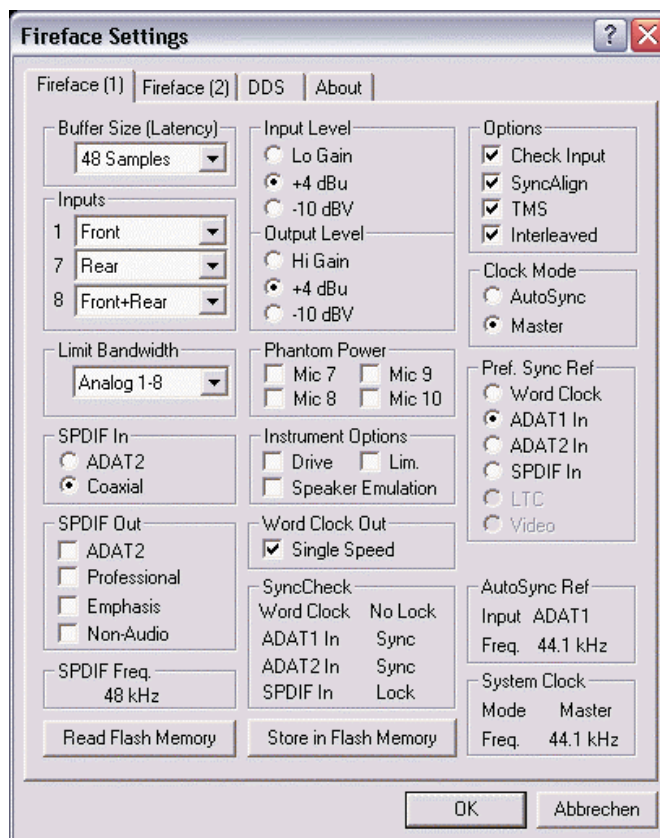 Fireface Settings
Fireface (1) Fireface (2) DDS About
Buffer Size (Latency)
48 Samples
Inputs
1 Front
7 Rear
8 Front+Rear
Limit Bandwidth
Analog 1-8
SPDIF In
ADAT2
Coaxial
SPDIF Out
ADAT2
Professional
Emphasis
Non-Audio
SPDIF Freq.
48 kHz
Read Flash Memory
Input Level
Lo Gain
+4 dBu
-10 dBV
Output Level
Hi Gain
+4 dBu
-10 dBV
Phantom Power
Mic 7 Mic 9
Mic 8 Mic 10
Instrument Options
Drive Lim.
Speaker Emulation
Word Clock Out
Single Speed
SyncCheck
Word Clock No Lock
ADAT1 In Sync
ADAT2 In Sync
SPDIF In Lock
Store in Flash Memory
Options
Check Input
SyncAlign
TMS
Interleaved
Clock Mode
AutoSync
Master
Pref. Sync Ref
Word Clock
ADAT1 In
ADAT2 In
SPDIF In
LTC
Video
AutoSync Ref
Input ADAT1
Freq. 44.1 kHz
System Clock
Mode Master
Freq. 44.1 kHz
OK Abbrechen